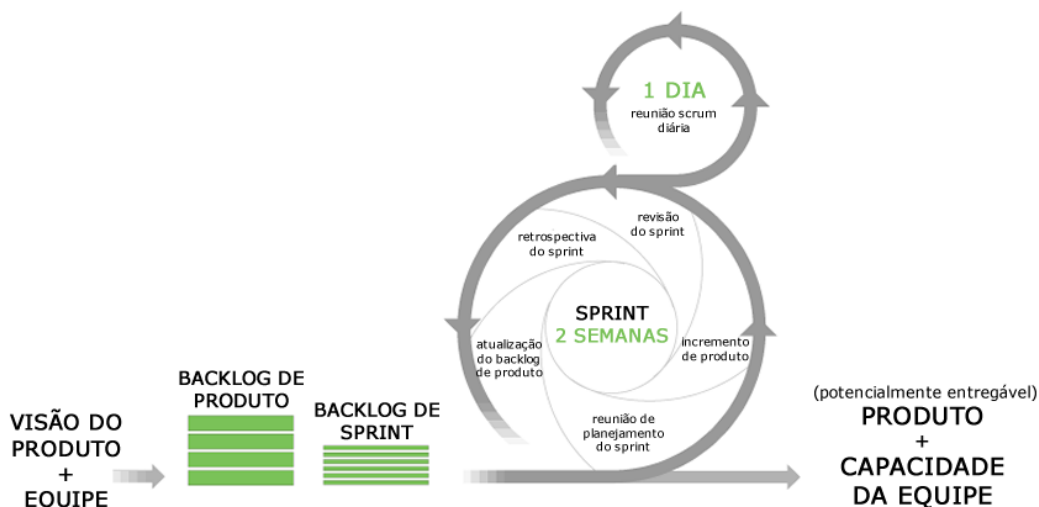 1 DIA
reunião scrum
diária
revisão
do sprint
retrospectiva
do sprint
SPRINT
2 SEMANAS
atualização
do backlog
de produto
incremento
de produto
reunião de
planejamento
do sprint
VISÃO DO
PRODUTO
+
EQUIPE
BACKLOG DE
PRODUTO
BACKLOG DE
SPRINT
(potencialmente entregável)
PRODUTO
+
CAPACIDADE
DA EQUIPE